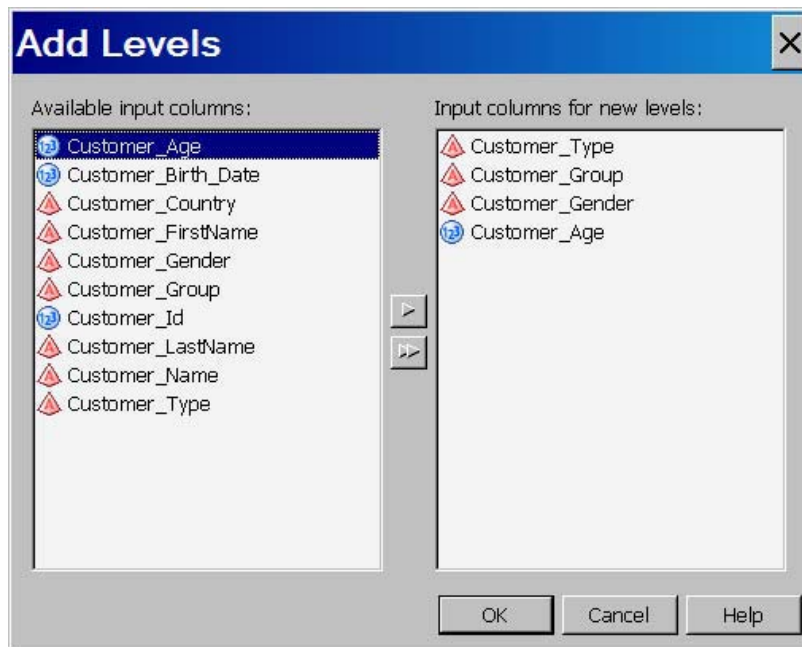 Add Levels
Available input columns:
Customer_Age
Customer_Birth_Date
Customer_Country
Customer_FirstName
Customer_Gender
Customer_Group
Customer_Id
Customer_LastName
Customer_Name
Customer_Type
Input columns for new levels:
Customer_Type
Customer_Group
Customer_Gender
Customer_Age
OK Cancel Help